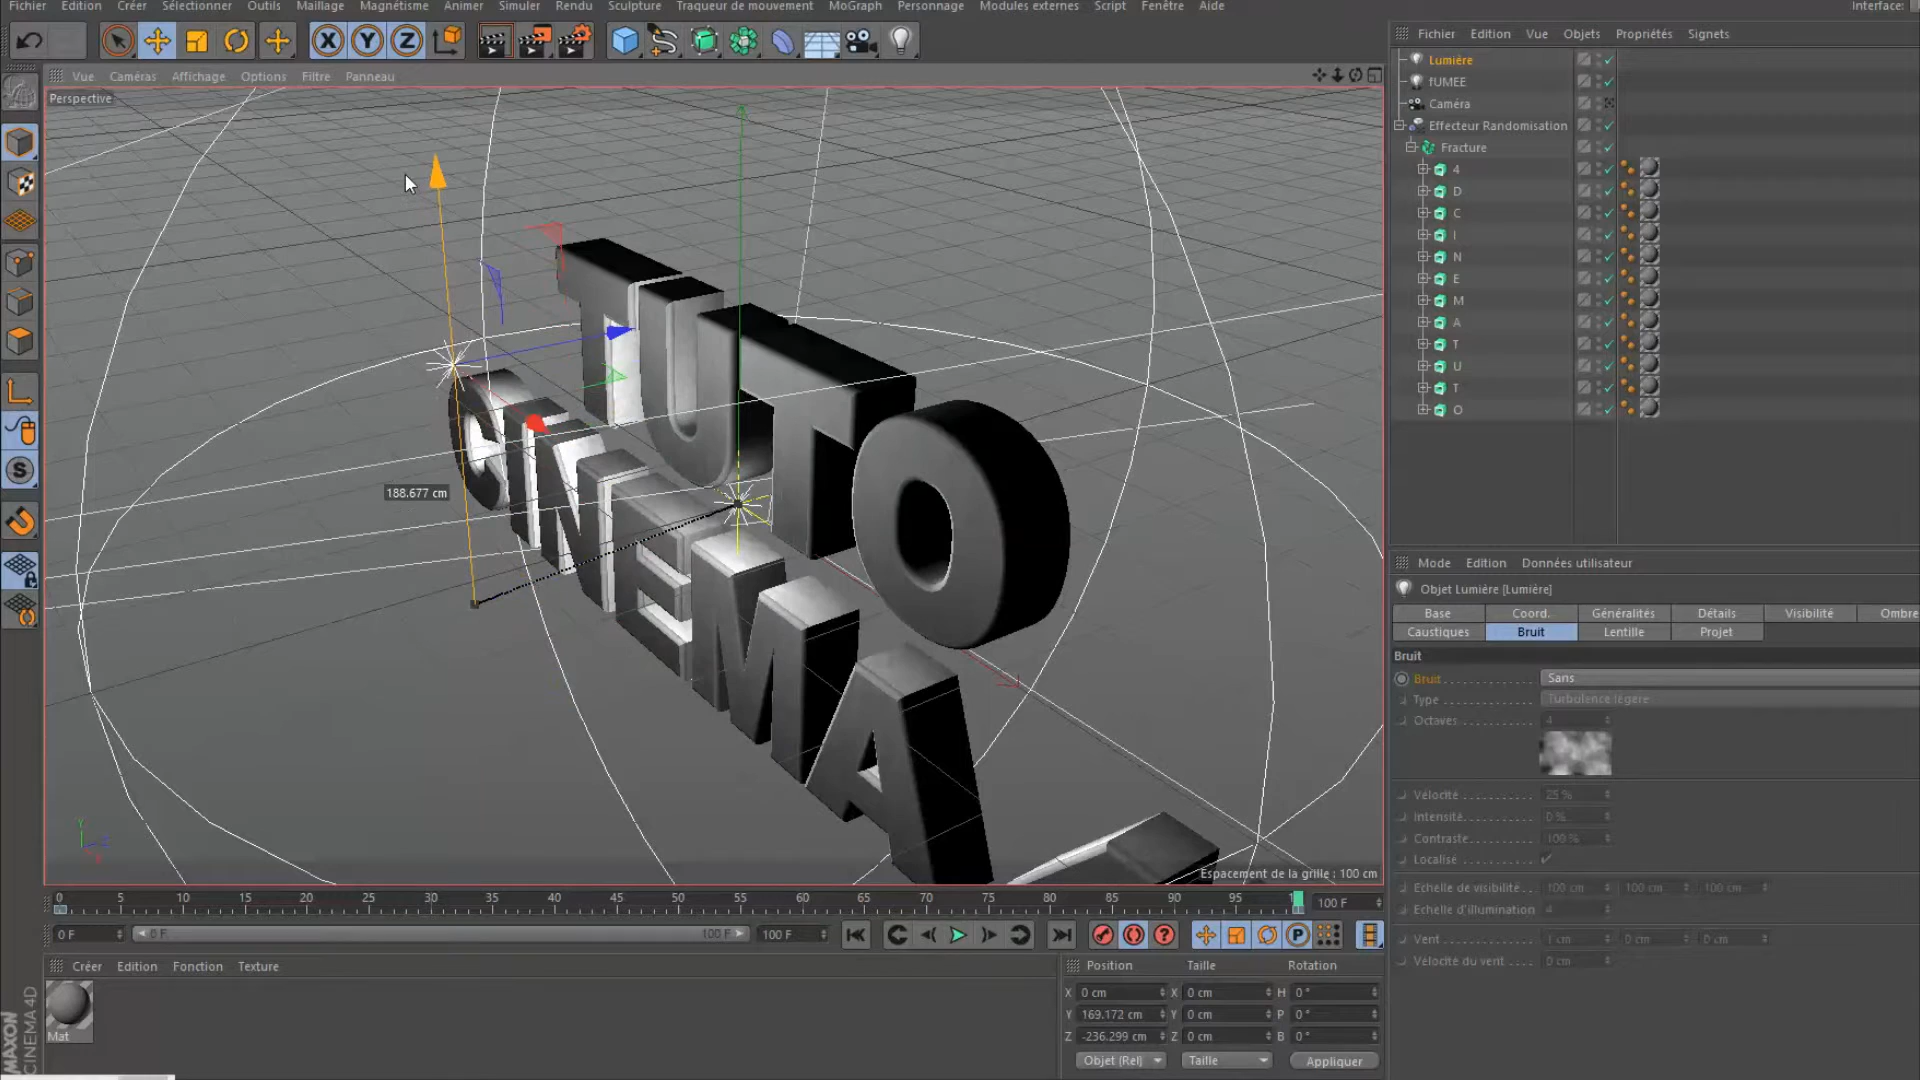 Fichier Edition Créer Sélectionner Outils Maillage Magnétisme Animer Simuler Rendu Sculpture Traqueur de mouvement MoGraph Personnage Modules externes Script Fenêtre Aide Interface:
X Y Z
Fichier Edition Vue Objets Propriétés Signets
Vue Caméras Affichage Options Filtre Panneau
Perspective
Lumière
fUMEE
Caméra
Effecteur Randomisation
Fracture
4
D
C
I
N
E
M
A
T
U
T
O
TUTO
CINEMA
188.677 cm
Espacement de la grille : 100 cm
Mode Edition Données utilisateur
Objet Lumière [Lumière]
Base Coord. Généralités Détails Visibilité Ombre
Caustiques Bruit Lentille Projet
Bruit
Bruit Sans
Type Turbulence légère
Octaves 4
Vélocité 25 %
Intensité 0 %
Contraste 100 %
Localisé
Echelle de visibilité 100 cm 100 cm 100 cm
Echelle d'illumination 4
Vent 1 cm 0 cm 0 cm
Vélocité du vent 0 cm
0 5 10 15 20 25 30 35 40 45 50 55 60 65 70 75 80 85 90 95 100 F
0 F 0 F 100 F 100 F
Créer Edition Fonction Texture
Mat
Position Taille Rotation
X 0 cm X 0 cm H 0 °
Y 169.172 cm Y 0 cm P 0 °
Z -236.299 cm Z 0 cm B 0 °
Objet (Rel) Taille Appliquer
MAXON
CINEMA 4D